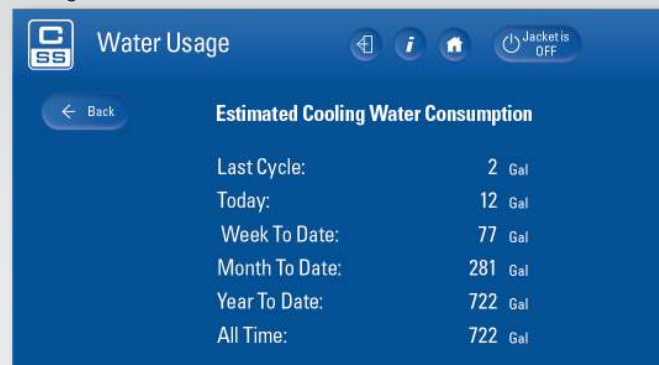 C
SS
Water Usage
i
Jacket is
OFF
← Back
Estimated Cooling Water Consumption
Last Cycle: 2 Gal
Today: 12 Gal
Week To Date: 77 Gal
Month To Date: 281 Gal
Year To Date: 722 Gal
All Time: 722 Gal